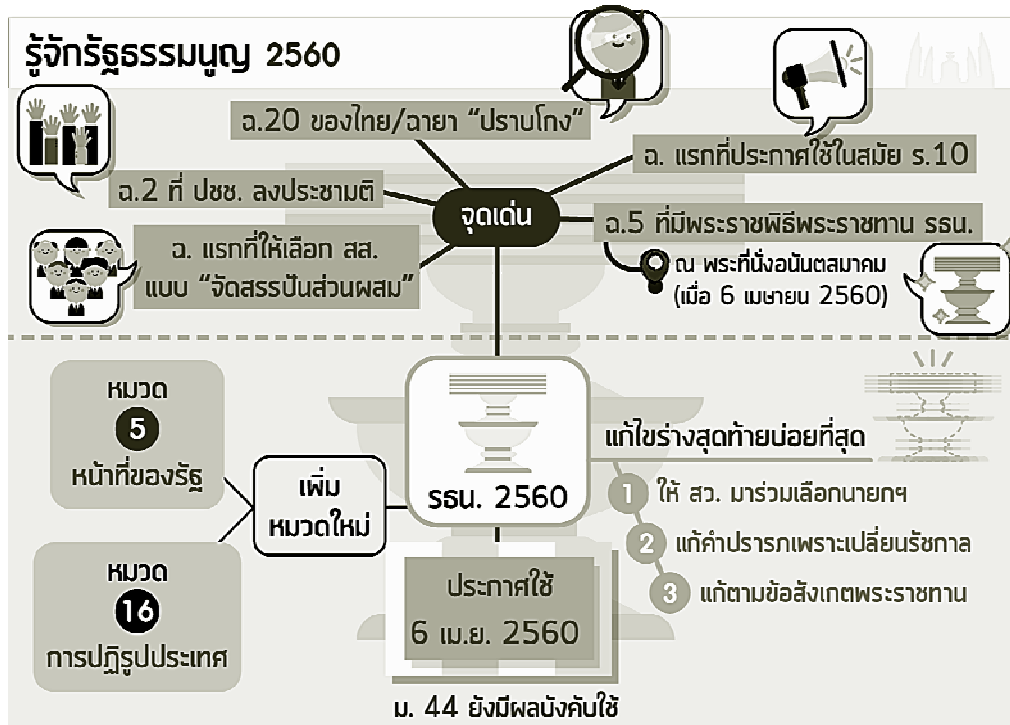 รู้จักรัฐธรรมนูญ 2560
ฉ.20 ของไทย/ฉายา “ปราบโกง”
ฉ. แรกที่ประกาศใช้ในสมัย ร.10
ฉ.2 ที่ ปชช. ลงประชามติ
จุดเด่น
ฉ.5 ที่มีพระราชพิธีพระราชทาน รธน.
ณ พระที่นั่งอนันตสมาคม
(เมื่อ 6 เมษายน 2560)
ฉ. แรกที่ให้เลือก สส.
แบบ “จัดสรรปันส่วนผสม”
หมวด
5
หน้าที่ของรัฐ
หมวด
16
การปฏิรูปประเทศ
เพิ่ม
หมวดใหม่
รธน. 2560
ประกาศใช้
6 เม.ย. 2560
ม. 44 ยังมีผลบังคับใช้
แก้ไขร่างสุดท้ายบ่อยที่สุด
1 ให้ สว. มาร่วมเลือกนายกฯ
2 แก้คำปรารภเพราะเปลี่ยนรัชกาล
3 แก้ตามข้อสังเกตพระราชทาน